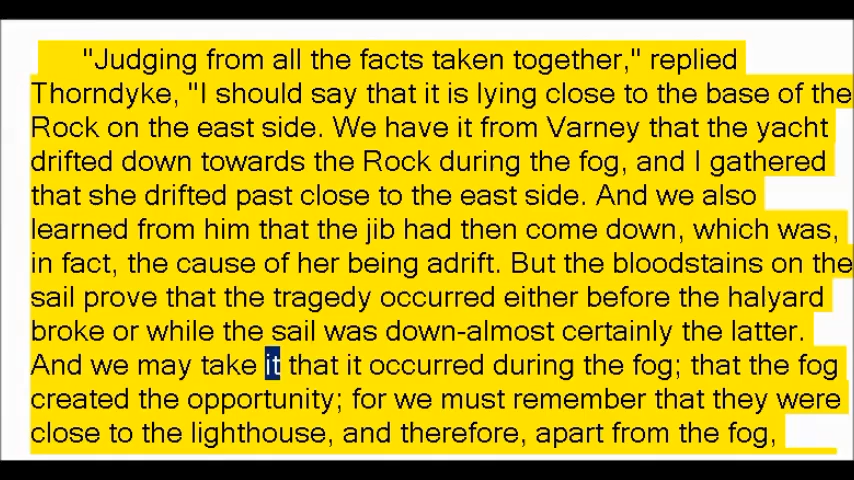 "Judging from all the facts taken together," replied
Thorndyke, "I should say that it is lying close to the base of the
Rock on the east side. We have it from Varney that the yacht
drifted down towards the Rock during the fog, and I gathered
that she drifted past close to the east side. And we also
learned from him that the jib had then come down, which was,
in fact, the cause of her being adrift. But the bloodstains on the
sail prove that the tragedy occurred either before the halyard
broke or while the sail was down-almost certainly the latter.
And we may take it that it occurred during the fog; that the fog
created the opportunity; for we must remember that they were
close to the lighthouse, and therefore, apart from the fog,